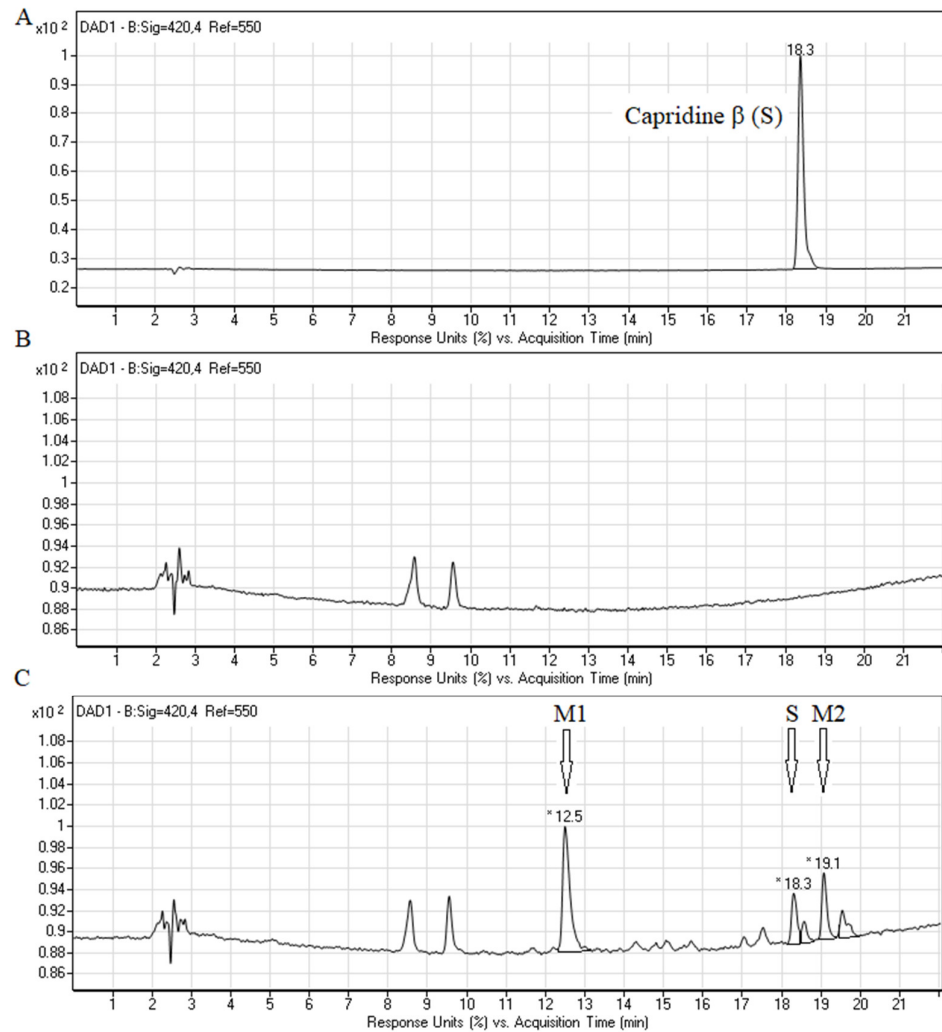 A
x10 2
DAD1 - B:Sig=420,4 Ref=550
18.3
Capridine β (S)
1
0.9
0.8
0.7
0.6
0.5
0.4
0.3
0.2
1 2 3 4 5 6 7 8 9 10 11 12 13 14 15 16 17 18 19 20 21
Response Units (%) vs. Acquisition Time (min)
B
x10 2
DAD1 - B:Sig=420,4 Ref=550
1.08
1.06
1.04
1.02
1
0.98
0.96
0.94
0.92
0.9
0.88
0.86
1 2 3 4 5 6 7 8 9 10 11 12 13 14 15 16 17 18 19 20 21
Response Units (%) vs. Acquisition Time (min)
C
x10 2
DAD1 - B:Sig=420,4 Ref=550
M1 S M2
1.08
1.06
1.04
1.02
1
0.98
0.96
0.94
0.92
0.9
0.88
0.86
* 12.5
* 18.3
* 19.1
1 2 3 4 5 6 7 8 9 10 11 12 13 14 15 16 17 18 19 20 21
Response Units (%) vs. Acquisition Time (min)